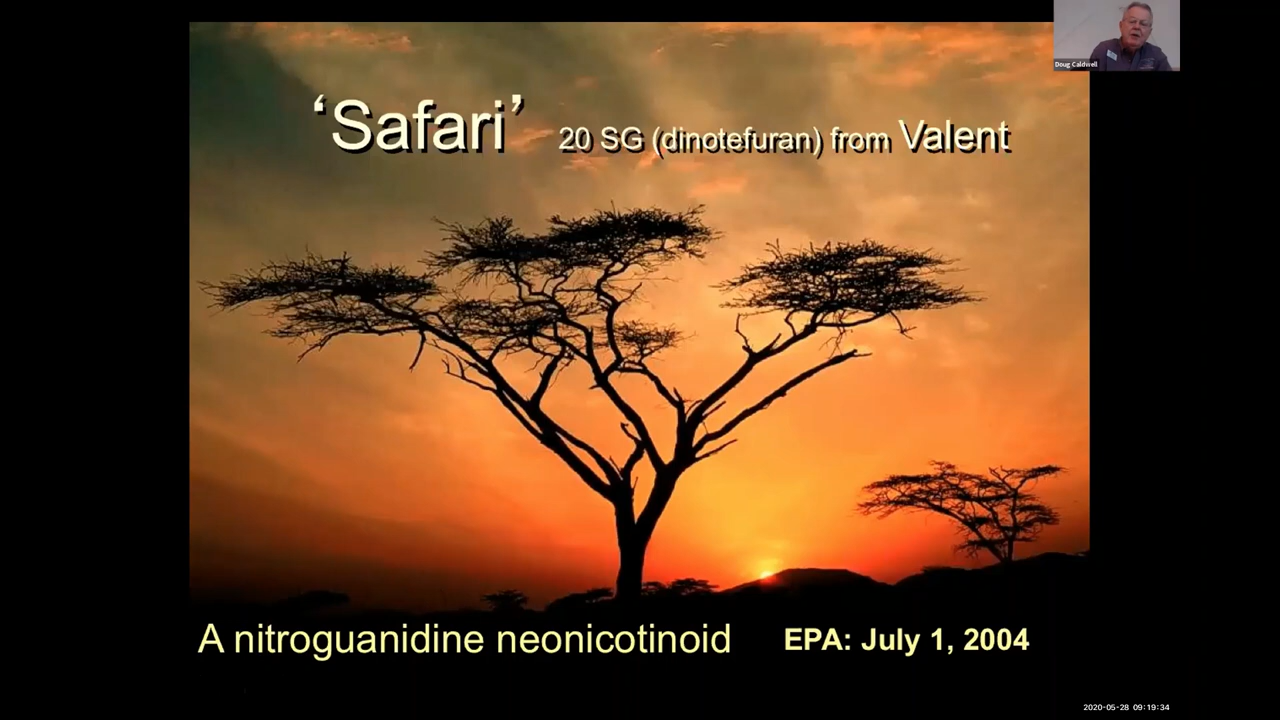 Doug Caldwell
‘Safari’ 20 SG (dinotefuran) from Valent
A nitroguanidine neonicotinoid EPA: July 1, 2004
2020-05-28 09:19:34